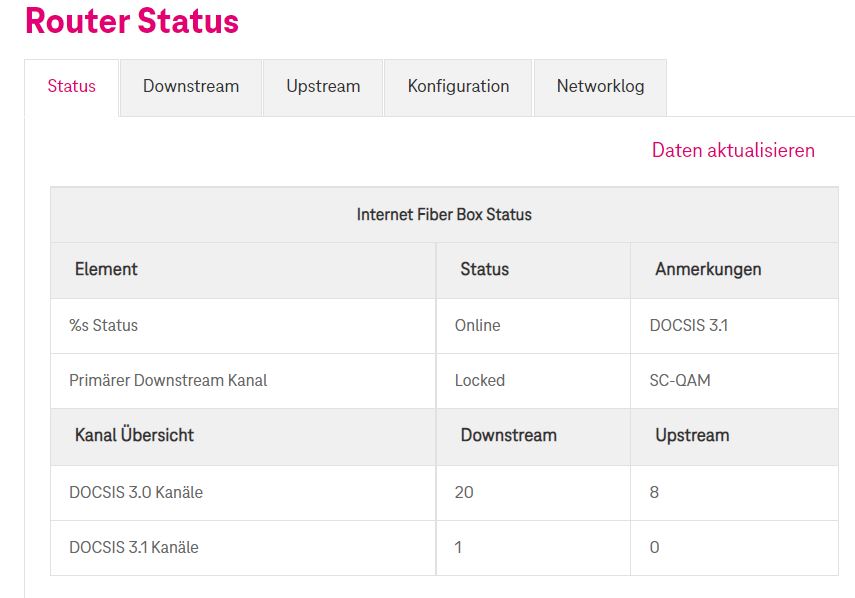 Router Status
Status Downstream Upstream Konfiguration Networklog
Daten aktualisieren
Internet Fiber Box Status
Element Status Anmerkungen
%s Status Online DOCSIS 3.1
Primärer Downstream Kanal Locked SC-QAM
Kanal Übersicht Downstream Upstream
DOCSIS 3.0 Kanäle 20 8
DOCSIS 3.1 Kanäle 1 0